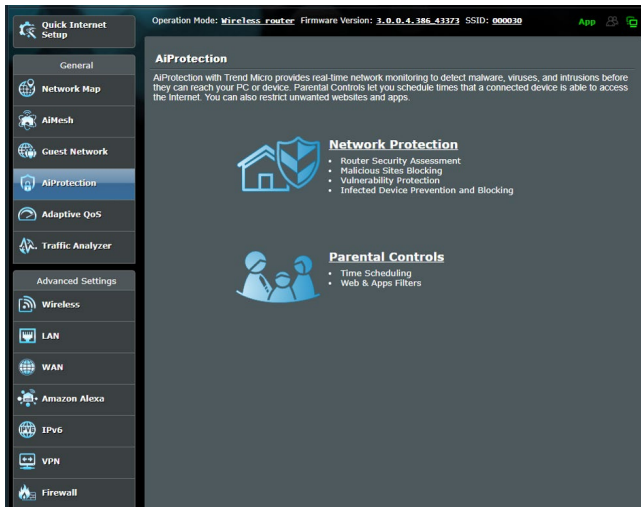 Quick Internet
Setup
Operation Mode: Wireless router Firmware Version: 3.0.0.4.386_43373 SSID: 000030
App
General
Network Map
AiMesh
Guest Network
AiProtection
Adaptive QoS
Traffic Analyzer
Advanced Settings
Wireless
LAN
WAN
Amazon Alexa
IPv6
VPN
Firewall
AiProtection
AiProtection with Trend Micro provides real-time network monitoring to detect malware, viruses, and intrusions before
they can reach your PC or device. Parental Controls let you schedule times that a connected device is able to access
the Internet. You can also restrict unwanted websites and apps.
Network Protection
• Router Security Assessment
• Malicious Sites Blocking
• Vulnerability Protection
• Infected Device Prevention and Blocking
Parental Controls
• Time Scheduling
• Web & Apps Filters